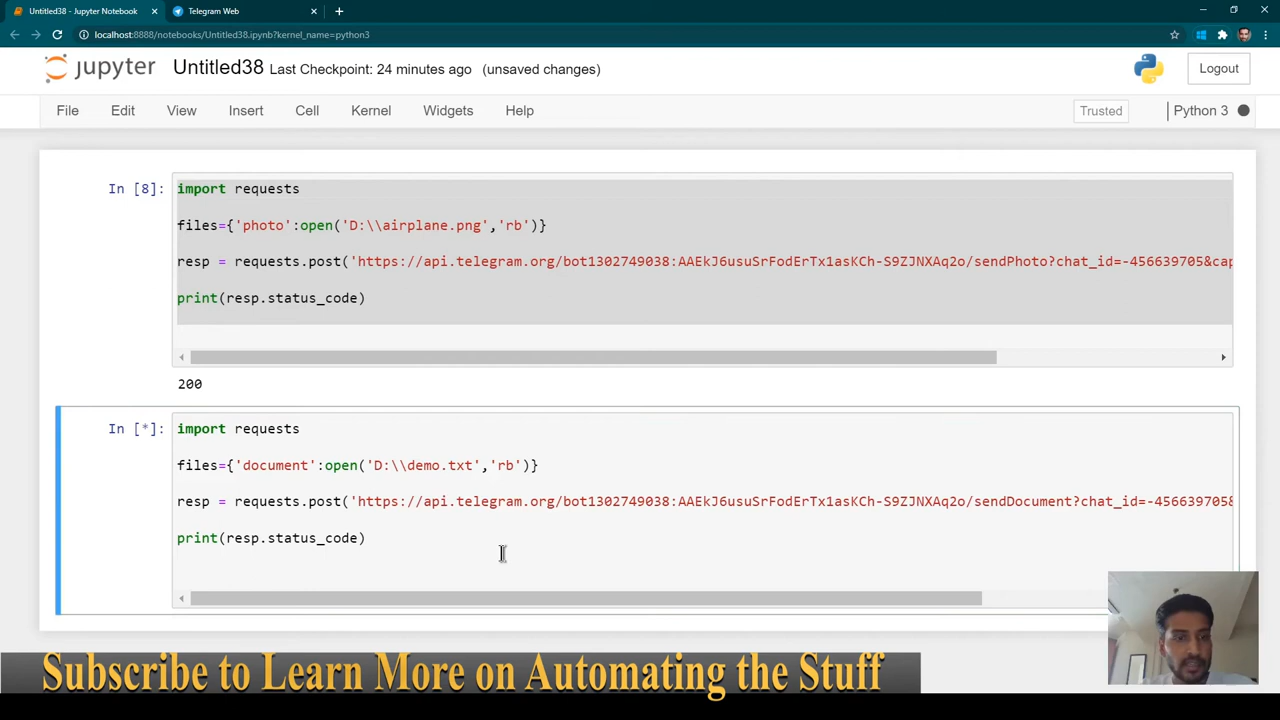 Untitled38 - Jupyter Notebook
Telegram Web
localhost:8888/notebooks/Untitled38.ipynb?kernel_name=python3
jupyter Untitled38 Last Checkpoint: 24 minutes ago (unsaved changes)
Logout
File Edit View Insert Cell Kernel Widgets Help
Trusted
Python 3
In [8]:
import requests
files={'photo':open('D:\\airplane.png','rb')}
resp = requests.post('https://api.telegram.org/bot1302749038:AAEkJ6usuSrFodErTx1asKCh-S9ZJNXAq2o/sendPhoto?chat_id=-456639705&cap
print(resp.status_code)
200
In [*]:
import requests
files={'document':open('D:\\demo.txt','rb')}
resp = requests.post('https://api.telegram.org/bot1302749038:AAEkJ6usuSrFodErTx1asKCh-S9ZJNXAq2o/sendDocument?chat_id=-456639705&
print(resp.status_code)
Subscribe to Learn More on Automating the Stuff